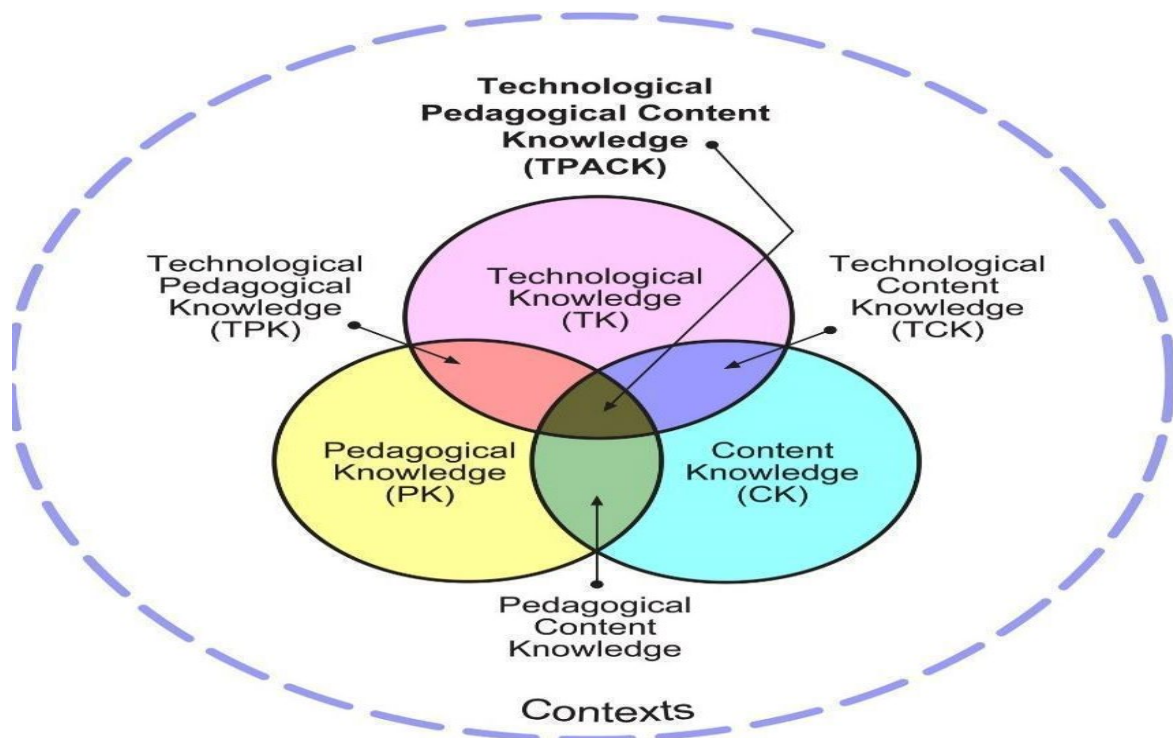 Technological
Pedagogical Content
Knowledge
(TPACK)
Technological
Pedagogical
Knowledge
(TPK)
Technological
Knowledge
(TK)
Technological
Content
Knowledge
(TCK)
Pedagogical
Knowledge
(PK)
Content
Knowledge
(CK)
Pedagogical
Content
Knowledge
Contexts